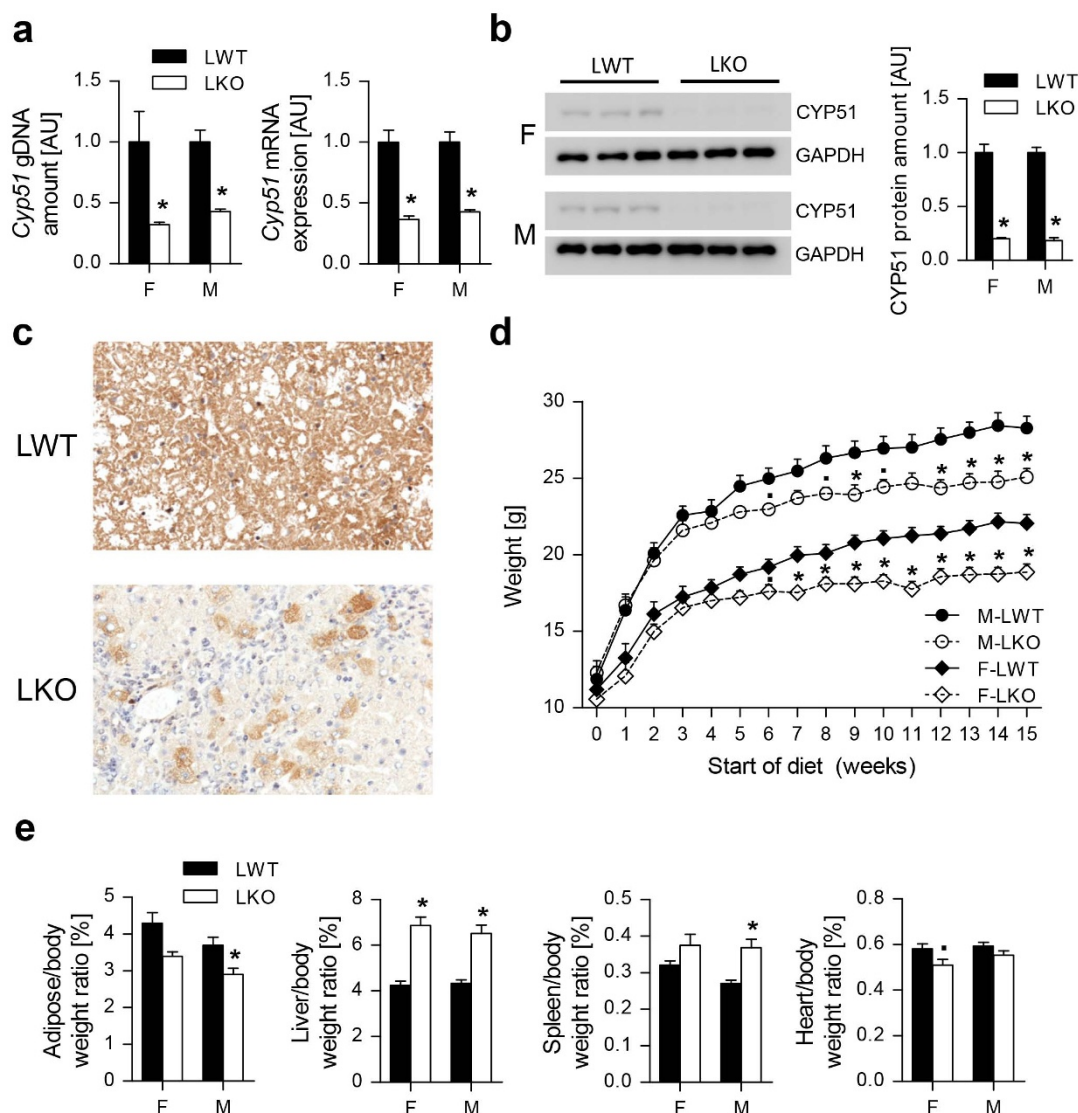 a
LWT
LKO
Cyp51 gDNA
amount [AU]
1.5
1.0
0.5
0.0
F M
* *
Cyp51 mRNA
expression [AU]
1.5
1.0
0.5
0.0
F M
* *
b
LWT LKO
F
CYP51
GAPDH
M
CYP51
GAPDH
LWT
LKO
CYP51 protein amount [AU]
1.5
1.0
0.5
0.0
F M
* *
c
LWT
LKO
d
Weight [g]
30
25
20
15
10
* * * * *
* * * * * * * * *
M-LWT
M-LKO
F-LWT
F-LKO
0 1 2 3 4 5 6 7 8 9 10 11 12 13 14 15
Start of diet (weeks)
e
LWT
LKO
Adipose/body
weight ratio [%]
5
4
3
2
1
0
*
F M
Liver/body
weight ratio [%]
8
6
4
2
0
* *
F M
Spleen/body
weight ratio [%]
0.5
0.4
0.3
0.2
0.1
0.0
*
F M
Heart/body
weight ratio [%]
0.8
0.6
0.4
0.2
0.0
F M